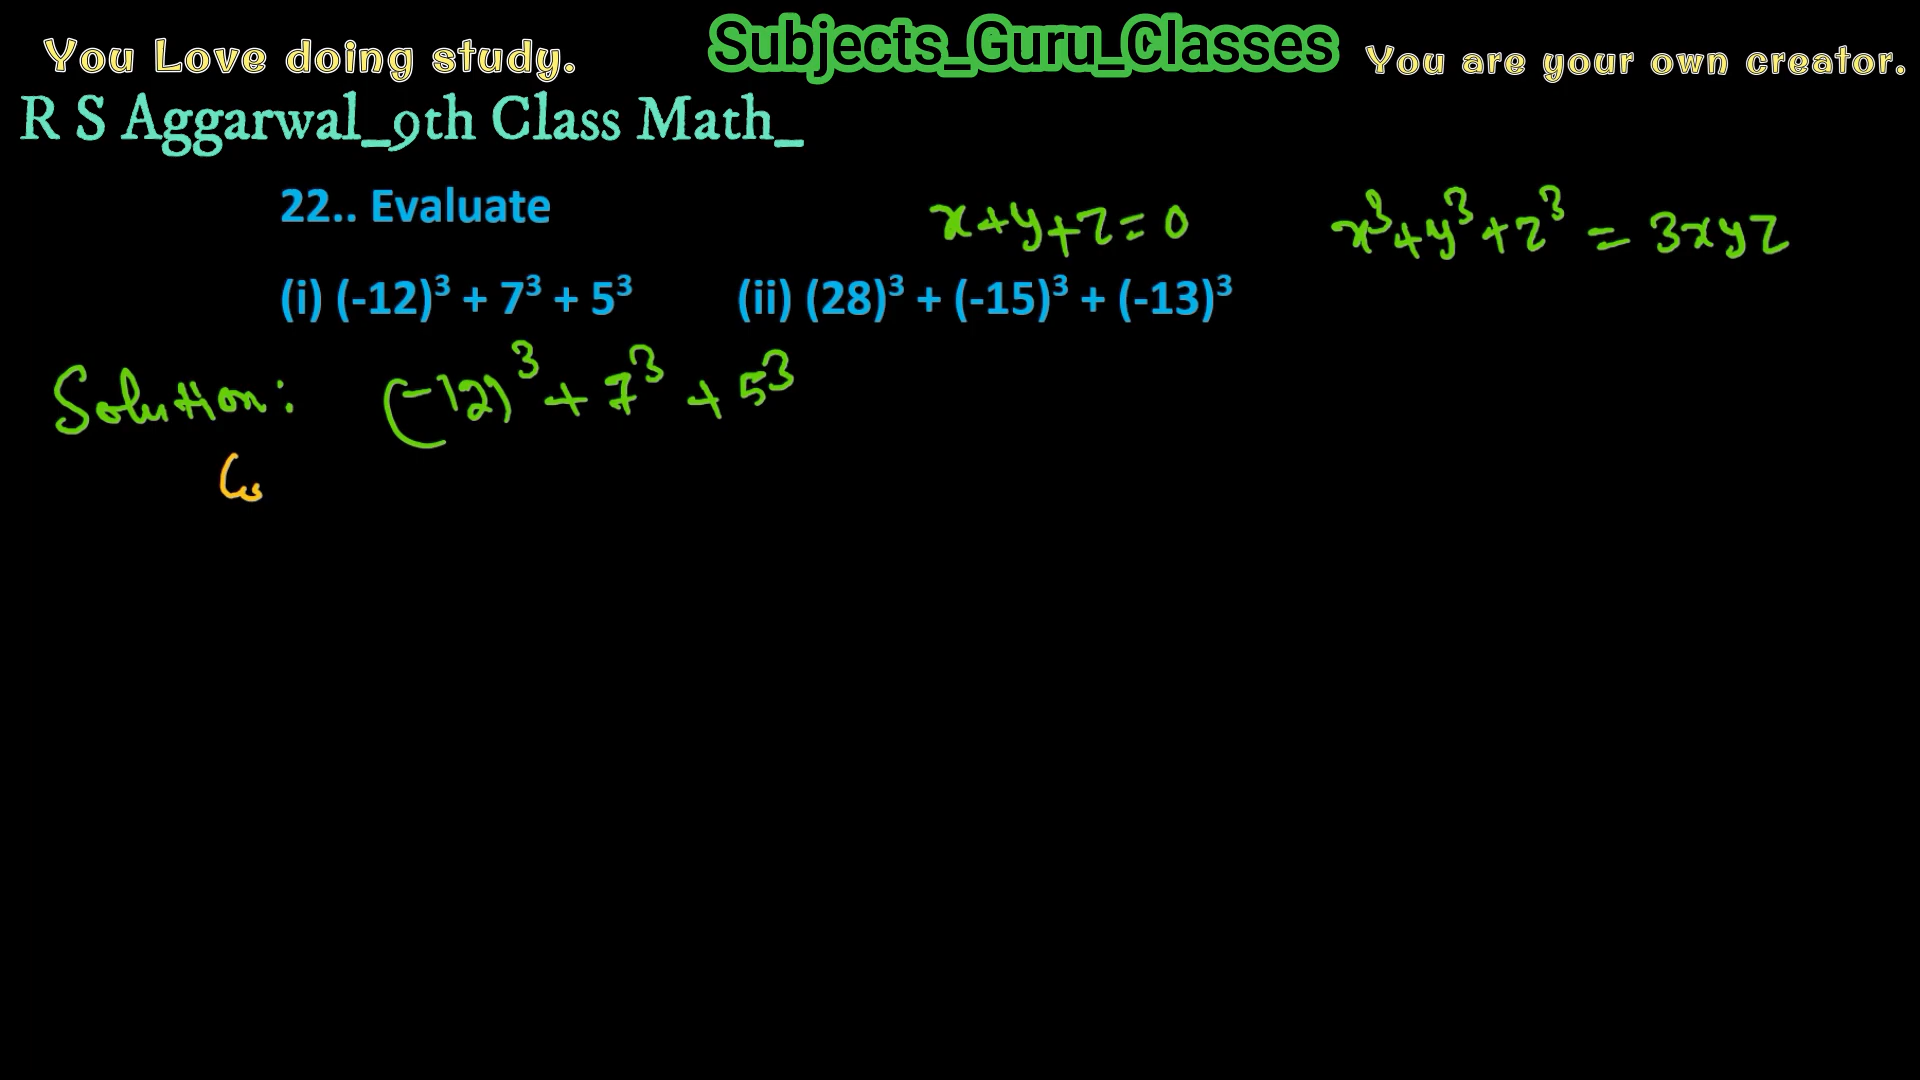 You Love doing study. Subjects_Guru_Classes You are your own creator.
R S Aggarwal_9th Class Math_
22.. Evaluate x+y+z=0 x³+y³+z³ = 3xyz
(i) (-12)³ + 7³ + 5³ (ii) (28)³ + (-15)³ + (-13)³
Solution: (-12)³ + 7³ + 5³